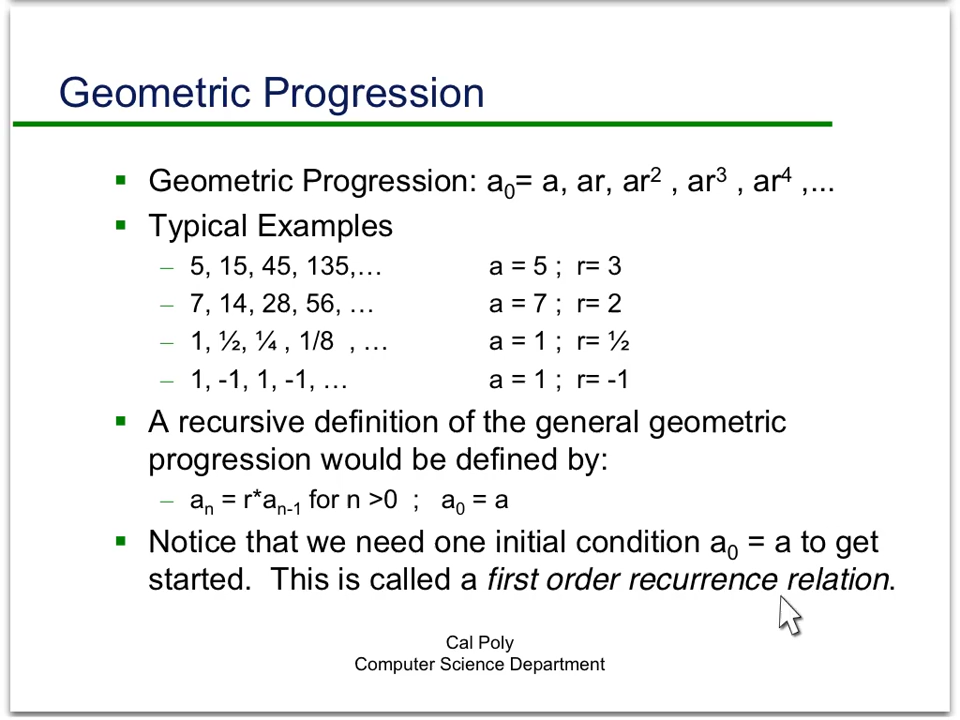 Geometric Progression
▪ Geometric Progression: a₀= a, ar, ar² , ar³ , ar⁴ ,...
▪ Typical Examples
– 5, 15, 45, 135,… a = 5 ; r= 3
– 7, 14, 28, 56, … a = 7 ; r= 2
– 1, ½, ¼ , 1/8 , … a = 1 ; r= ½
– 1, -1, 1, -1, … a = 1 ; r= -1
▪ A recursive definition of the general geometric
progression would be defined by:
– aₙ = r*aₙ₋₁ for n >0 ; a₀ = a
▪ Notice that we need one initial condition a₀ = a to get
started. This is called a first order recurrence relation.
Cal Poly
Computer Science Department